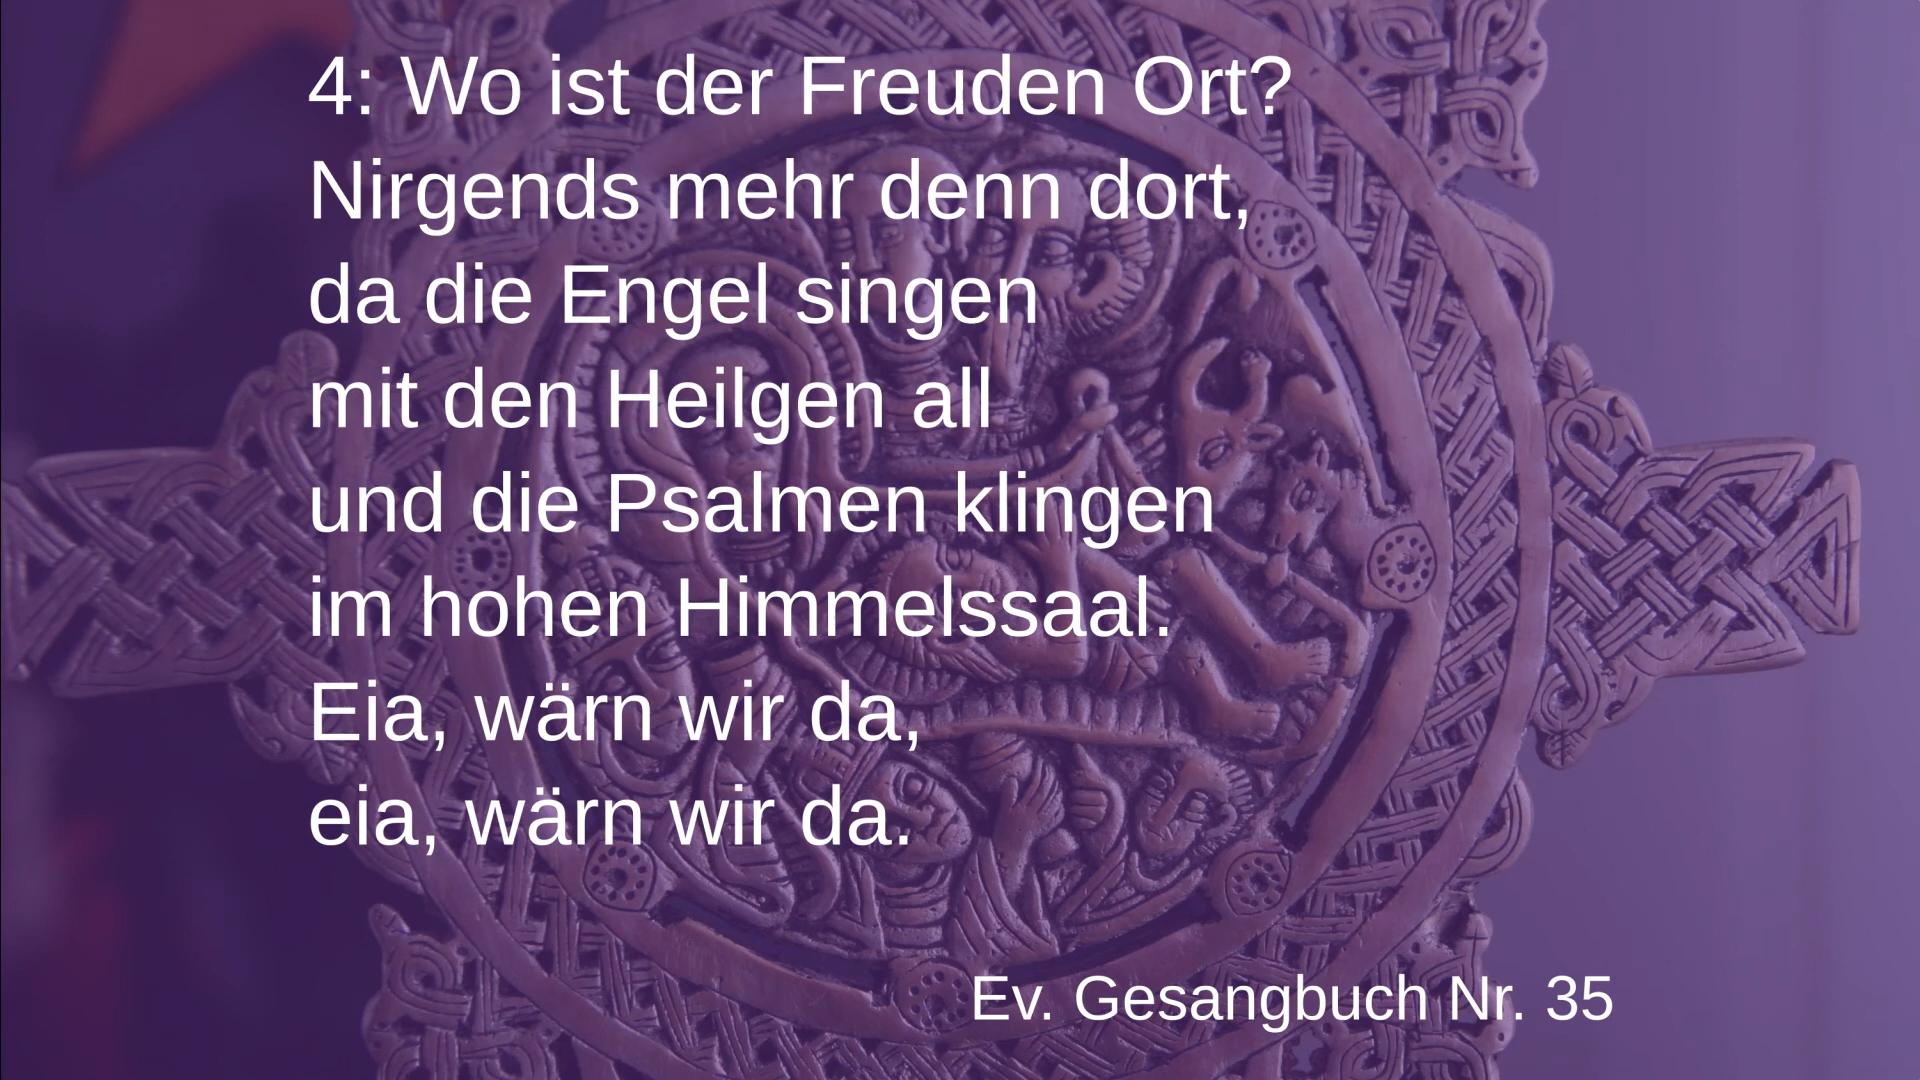 4: Wo ist der Freuden Ort?
Nirgends mehr denn dort,
da die Engel singen
mit den Heilgen all
und die Psalmen klingen
im hohen Himmelssaal.
Eia, wärn wir da,
eia, wärn wir da.
Ev. Gesangbuch Nr. 35